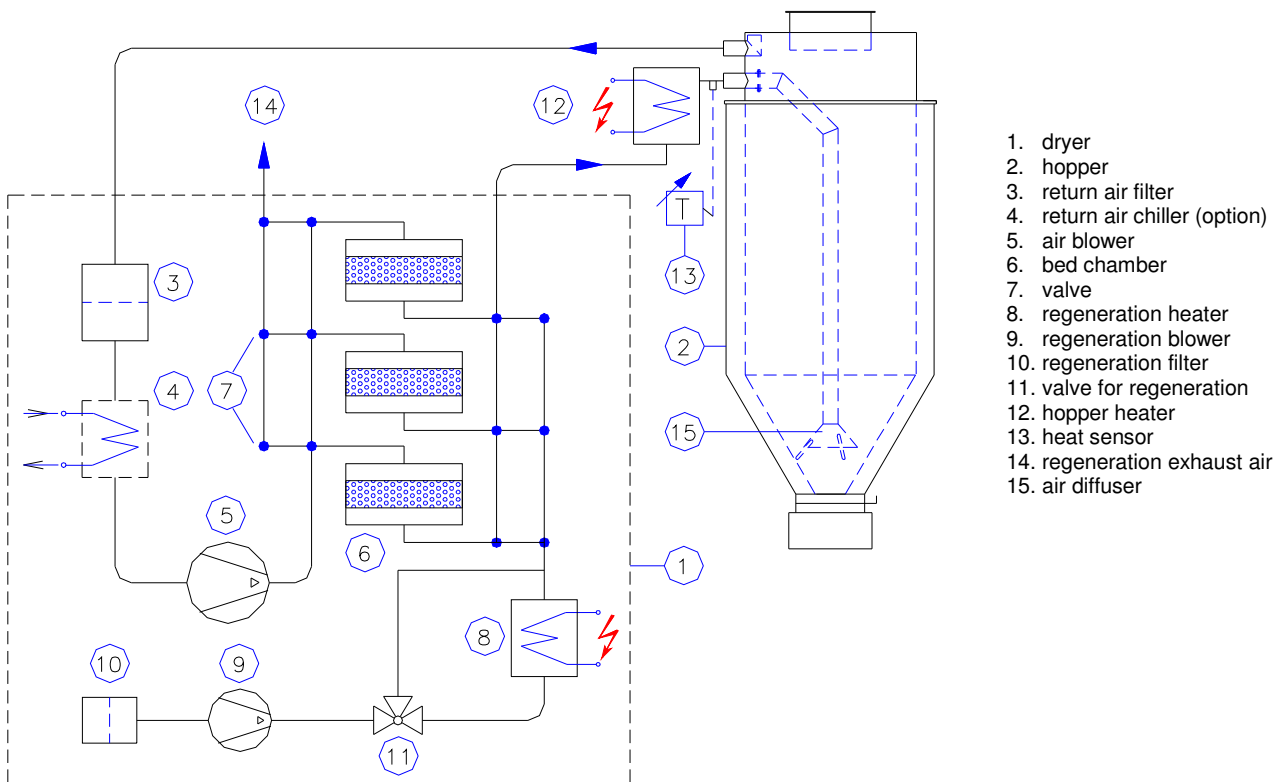 14
12
T
13
3
4
7
2
15
5
6
1
8
10
9
11
1. dryer
2. hopper
3. return air filter
4. return air chiller (option)
5. air blower
6. bed chamber
7. valve
8. regeneration heater
9. regeneration blower
10. regeneration filter
11. valve for regeneration
12. hopper heater
13. heat sensor
14. regeneration exhaust air
15. air diffuser